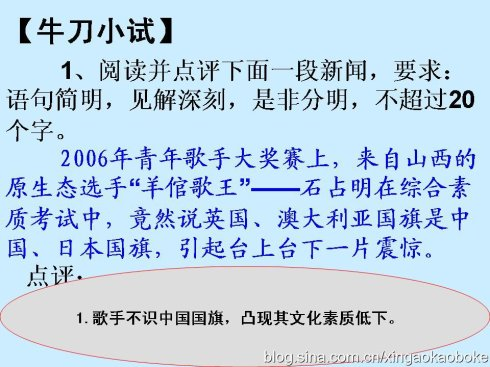 【牛刀小试】
1、阅读并点评下面一段新闻，要求：
语句简明，见解深刻，是非分明，不超过20
个字。
2006年青年歌手大奖赛上，来自山西的
原生态选手“羊倌歌王”——石占明在综合素
质考试中，竟然说英国、澳大利亚国旗是中
国、日本国旗，引起台上台下一片震惊。
点评：
1.歌手不识中国国旗，凸现其文化素质低下。
blog.sina.com.cn/xingaokaoboke